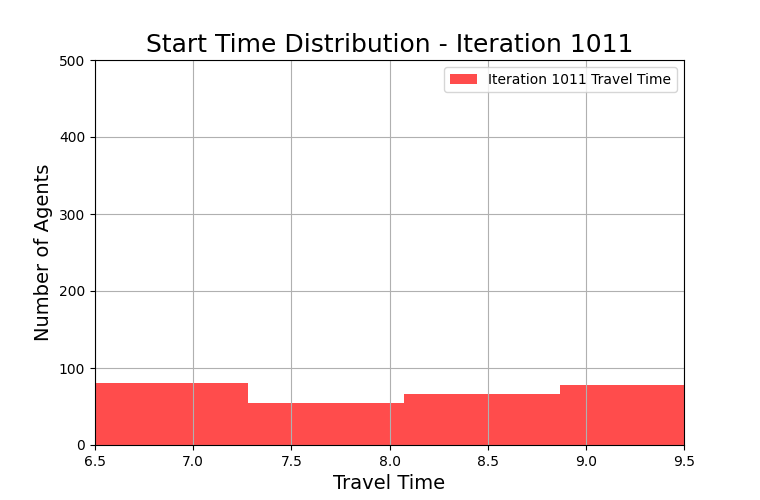 Start Time Distribution - Iteration 1011
500
Iteration 1011 Travel Time
400
300
200
100
0
Number of Agents
6.5 7.0 7.5 8.0 8.5 9.0 9.5
Travel Time